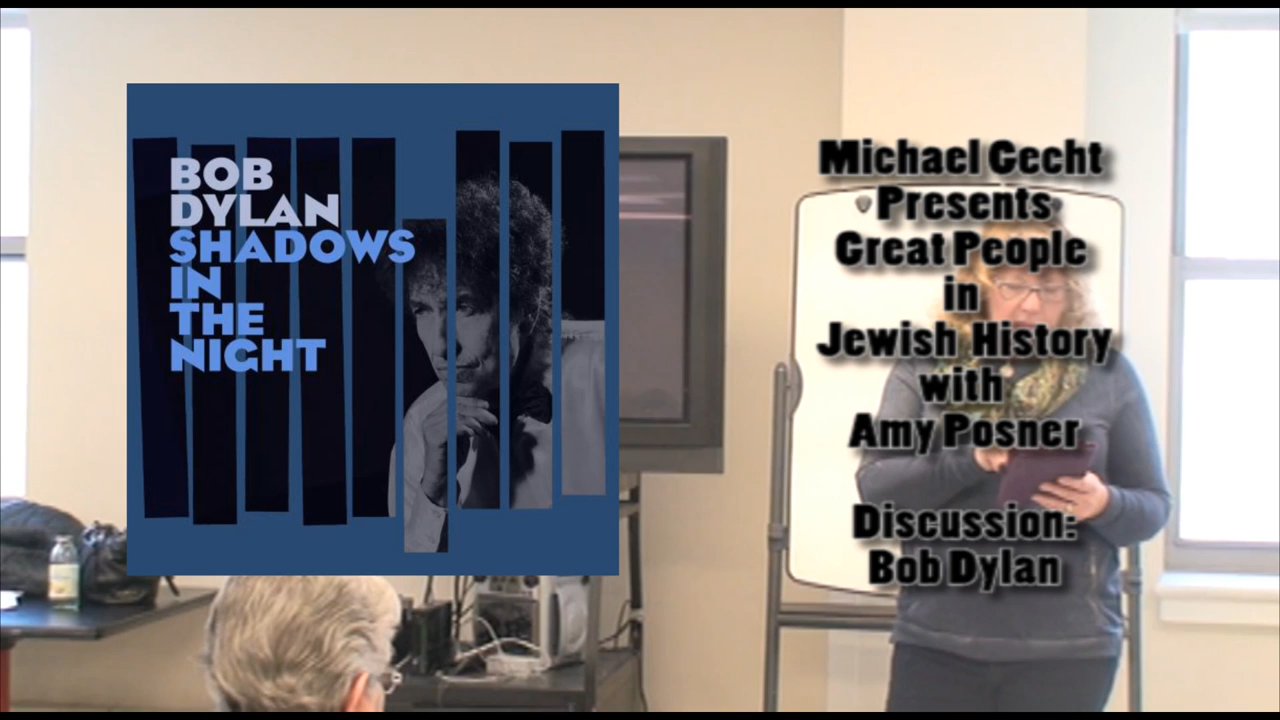 BOB
DYLAN
SHADOWS
IN
THE
NIGHT
Michael Gecht
Presents
Great People
in
Jewish History
with
Amy Posner
Discussion:
Bob Dylan